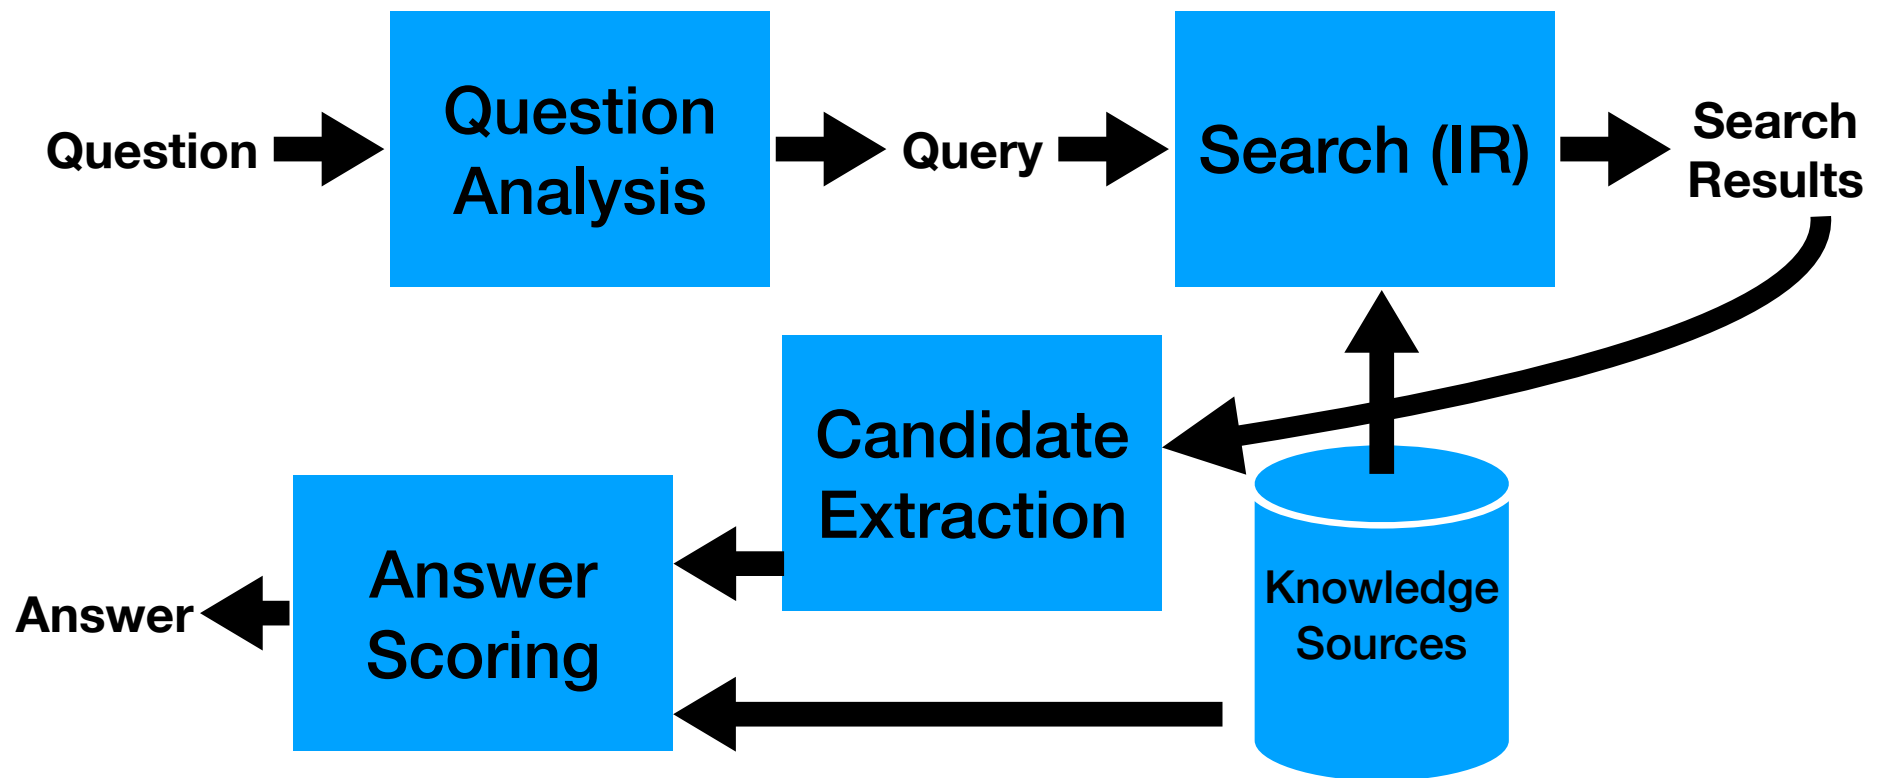 Question
Question
Analysis
Query
Search (IR)
Search
Results
Candidate
Extraction
Answer
Scoring
Answer
Knowledge
Sources